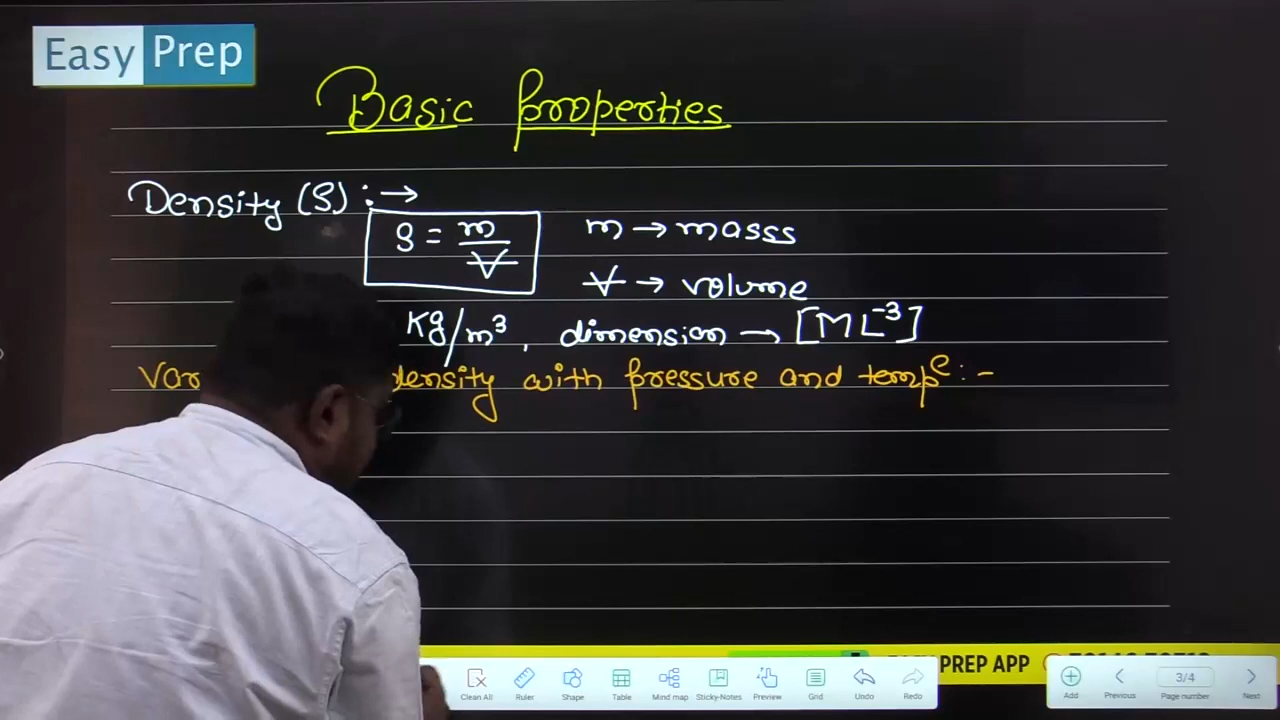 Easy Prep
Basic properties
Density (ρ) :→
ρ = m/V
m → masss
V → volume
Kg/m³, dimension → [ML⁻³]
density with pressure and tempᵉ :-
PREP APP
Clean All
Ruler
Shape
Table
Mind map
Sticky-Notes
Preview
Grid
Undo
Redo
Add
Previous
3/4
Page number
Next